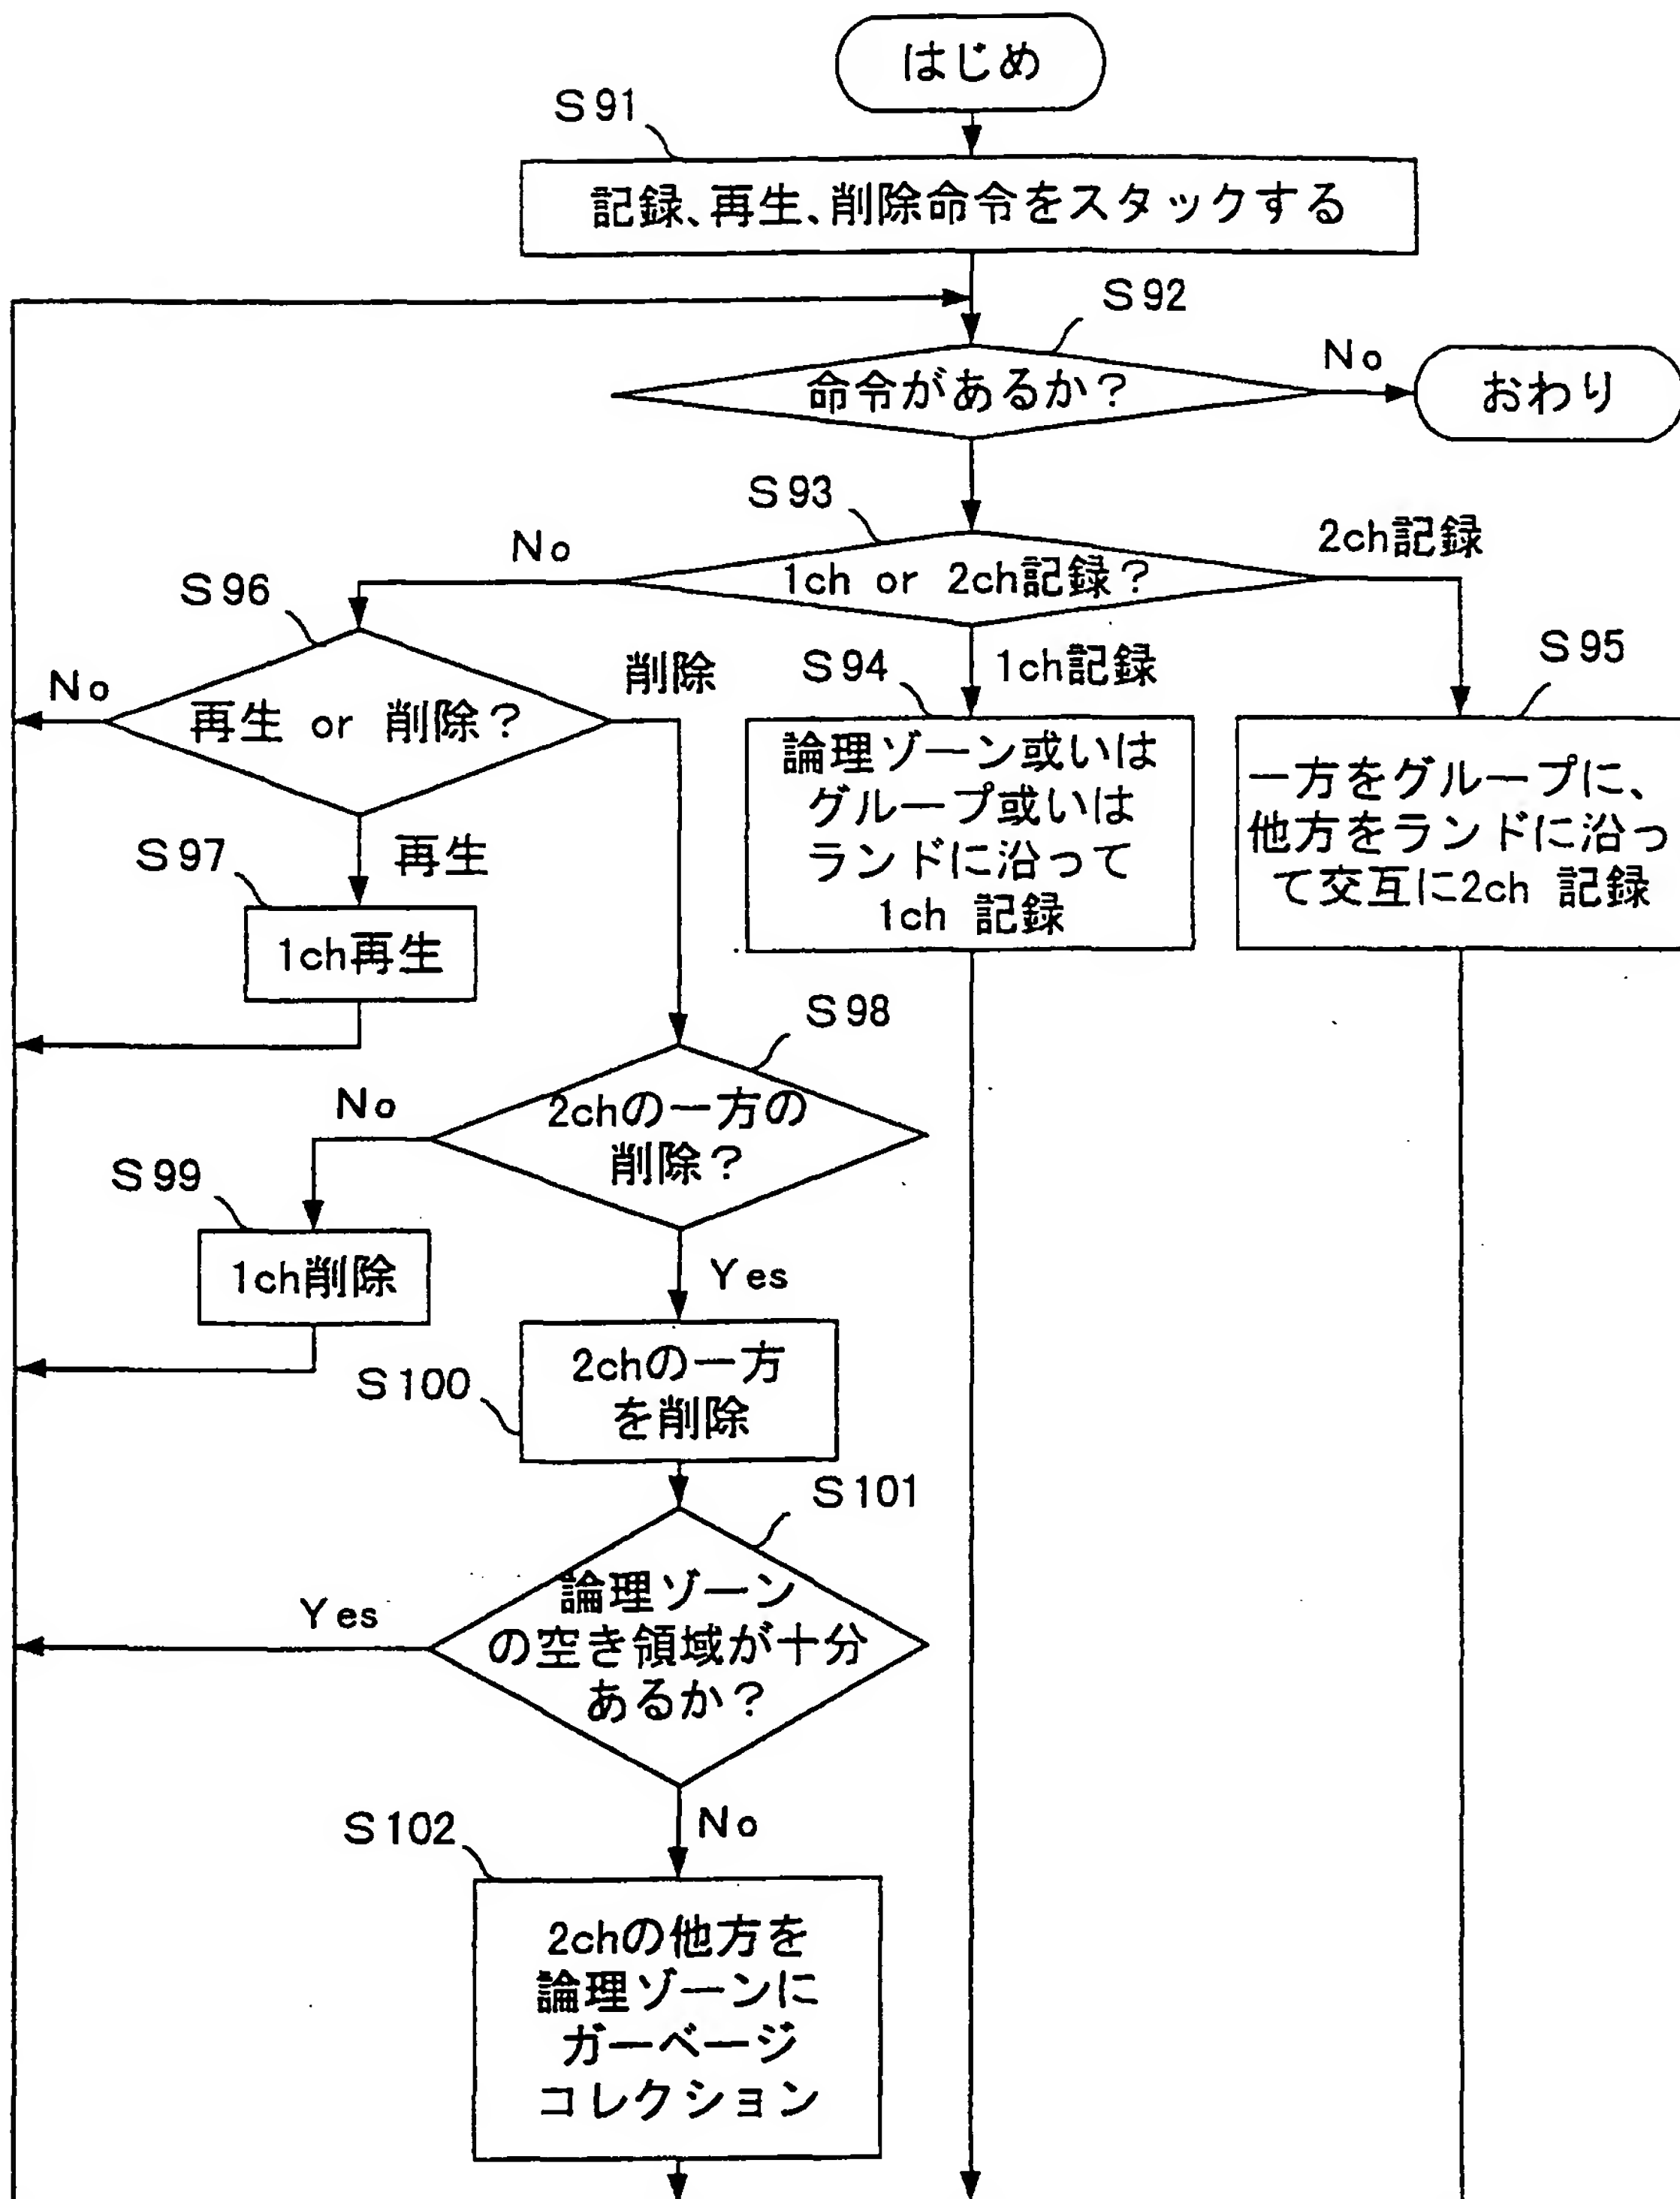 はじめ
S91
記録、再生、削除命令をスタックする
S92
命令があるか?
No
おわり
S93
No
1ch or 2ch記録?
2ch記録
S96
No
再生 or 削除?
削除
S94
1ch記録
S95
論理ゾーン或いは
グループ或いは
ランドに沿って
1ch 記録
一方をグループに、
他方をランドに沿っ
て交互に2ch 記録
S97
再生
1ch再生
S98
No
2chの一方の
削除?
S99
1ch削除
Yes
S100
2chの一方
を削除
S101
Yes
論理ゾーン
の空き領域が十分
あるか?
No
S102
2chの他方を
論理ゾーンに
ガーベージ
コレクション